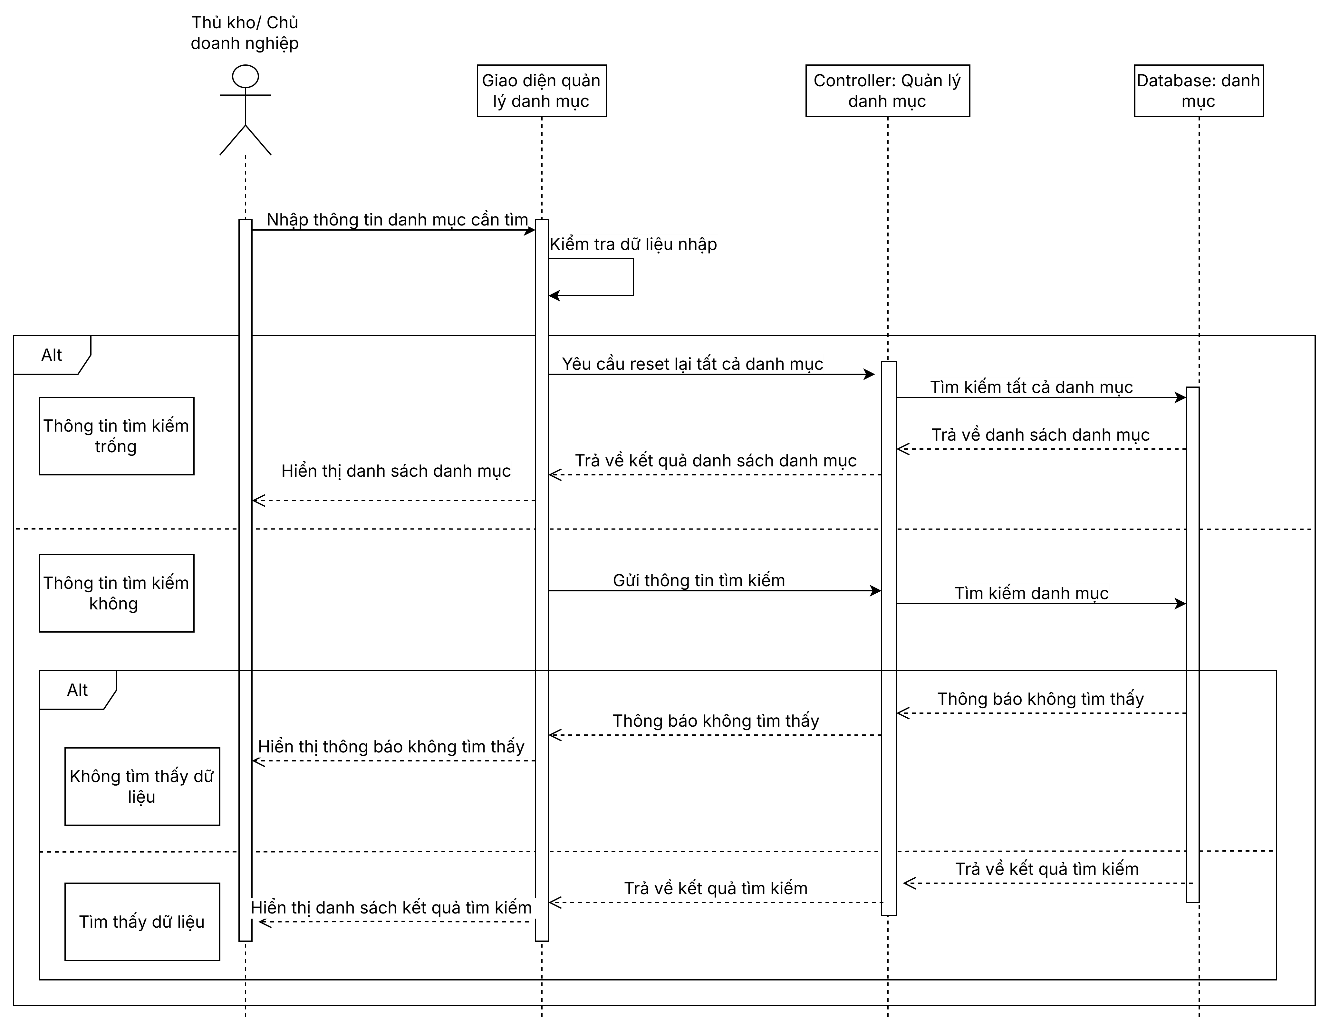 Thủ kho/ Chủ
doanh nghiệp
Giao diện quản
lý danh mục
Controller: Quản lý
danh mục
Database: danh
mục
Nhập thông tin danh mục cần tìm
Kiểm tra dữ liệu nhập
Alt
Yêu cầu reset lại tất cả danh mục
Tìm kiếm tất cả danh mục
Thông tin tìm kiếm
trống
Trả về danh sách danh mục
Trả về kết quả danh sách danh mục
Hiển thị danh sách danh mục
Thông tin tìm kiếm
không
Gửi thông tin tìm kiếm
Tìm kiếm danh mục
Alt
Thông báo không tìm thấy
Thông báo không tìm thấy
Hiển thị thông báo không tìm thấy
Không tìm thấy dữ
liệu
Trả về kết quả tìm kiếm
Trả về kết quả tìm kiếm
Hiển thị danh sách kết quả tìm kiếm
Tìm thấy dữ liệu